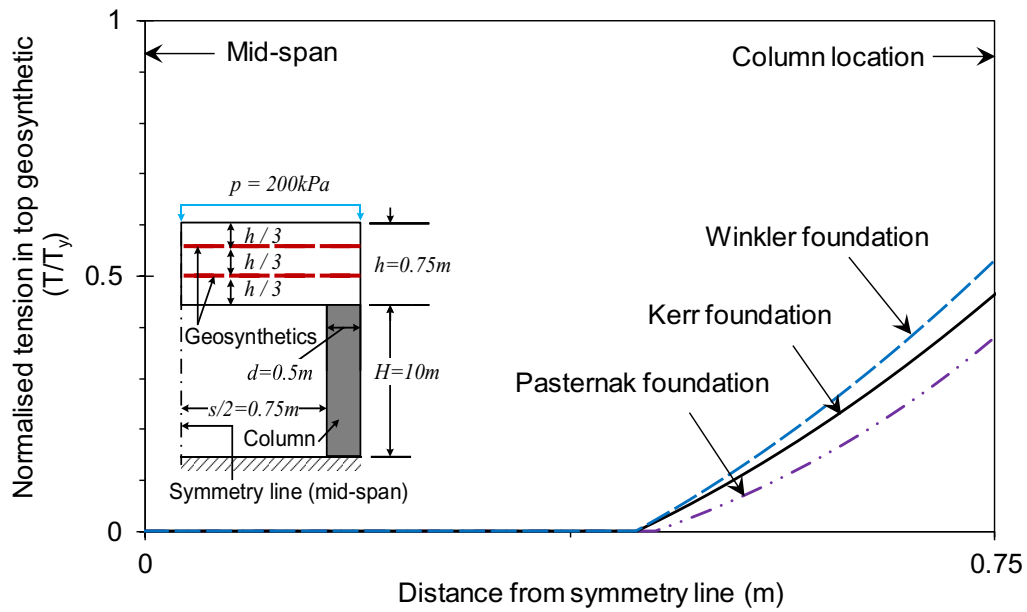 1
Mid-span
Column location
Normalised tension in top geosynthetic
(T/Ty)
p = 200kPa
h / 3
h / 3
h / 3
h=0.75m
Geosynthetics
d=0.5m
H=10m
s/2=0.75m
Column
Symmetry line (mid-span)
Winkler foundation
Kerr foundation
Pasternak foundation
0.5
0
0
0.75
Distance from symmetry line (m)